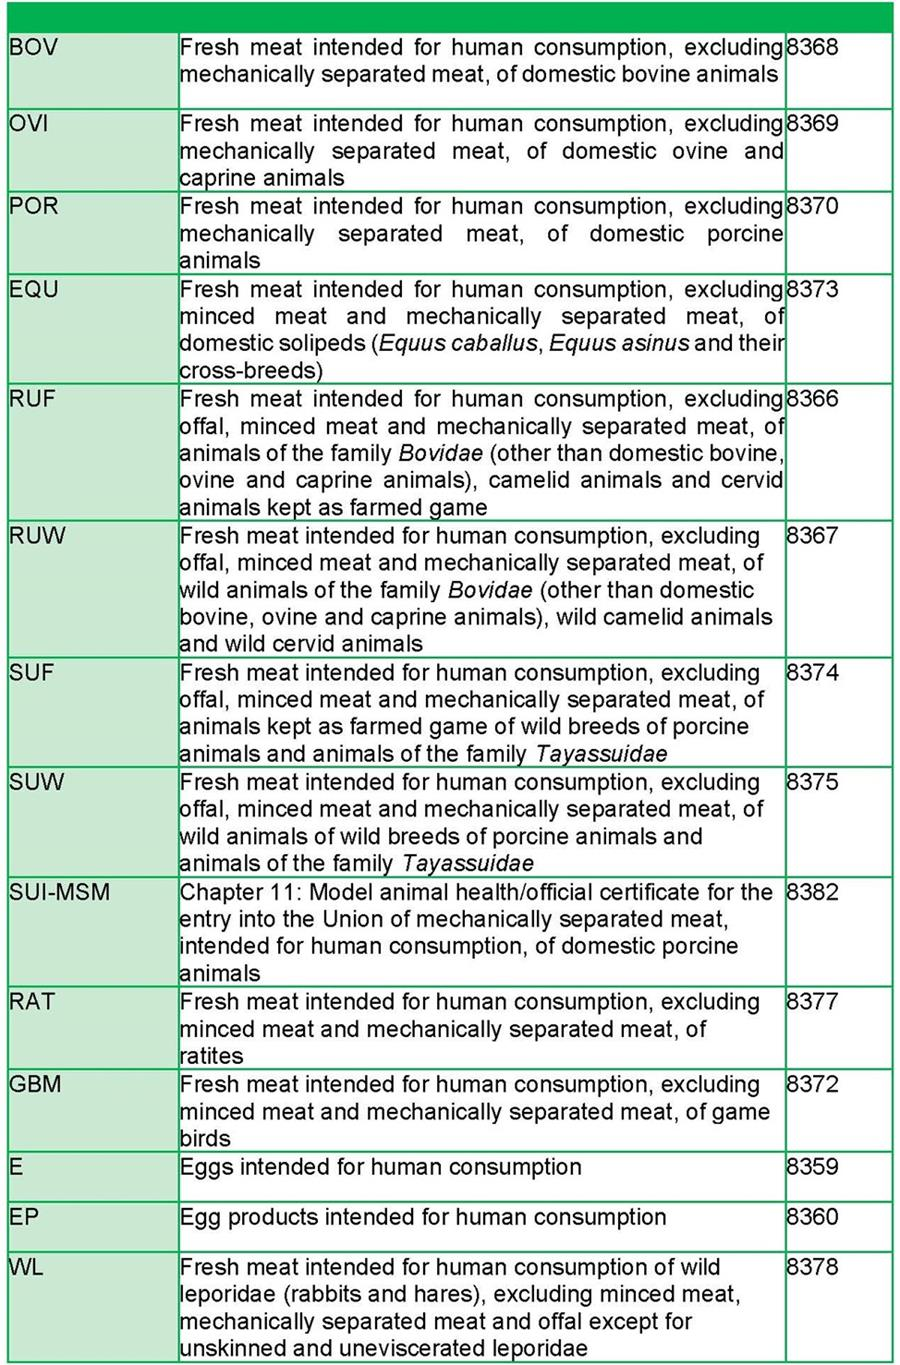 BOV Fresh meat intended for human consumption, excluding 8368
mechanically separated meat, of domestic bovine animals
OVI Fresh meat intended for human consumption, excluding 8369
mechanically separated meat, of domestic ovine and
caprine animals
POR Fresh meat intended for human consumption, excluding 8370
mechanically separated meat, of domestic porcine
animals
EQU Fresh meat intended for human consumption, excluding 8373
minced meat and mechanically separated meat, of
domestic solipeds (Equus caballus, Equus asinus and their
cross-breeds)
RUF Fresh meat intended for human consumption, excluding 8366
offal, minced meat and mechanically separated meat, of
animals of the family Bovidae (other than domestic bovine,
ovine and caprine animals), camelid animals and cervid
animals kept as farmed game
RUW Fresh meat intended for human consumption, excluding 8367
offal, minced meat and mechanically separated meat, of
wild animals of the family Bovidae (other than domestic
bovine, ovine and caprine animals), wild camelid animals
and wild cervid animals
SUF Fresh meat intended for human consumption, excluding 8374
offal, minced meat and mechanically separated meat, of
animals kept as farmed game of wild breeds of porcine
animals and animals of the family Tayassuidae
SUW Fresh meat intended for human consumption, excluding 8375
offal, minced meat and mechanically separated meat, of
wild animals of wild breeds of porcine animals and
animals of the family Tayassuidae
SUI-MSM Chapter 11: Model animal health/official certificate for the 8382
entry into the Union of mechanically separated meat,
intended for human consumption, of domestic porcine
animals
RAT Fresh meat intended for human consumption, excluding 8377
minced meat and mechanically separated meat, of
ratites
GBM Fresh meat intended for human consumption, excluding 8372
minced meat and mechanically separated meat, of game
birds
E Eggs intended for human consumption 8359
EP Egg products intended for human consumption 8360
WL Fresh meat intended for human consumption of wild 8378
leporidae (rabbits and hares), excluding minced meat,
mechanically separated meat and offal except for
unskinned and uneviscerated leporidae